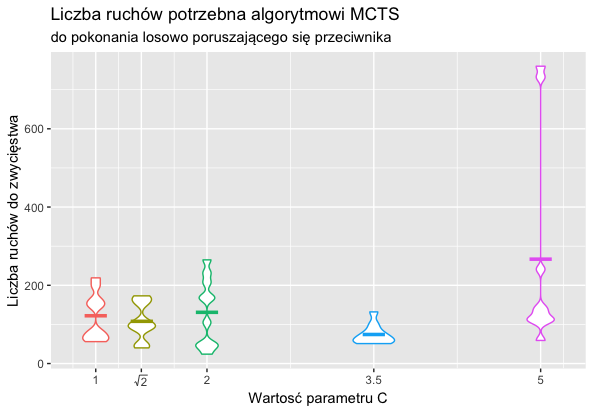 Liczba ruchów potrzebna algorytmowi MCTS
do pokonania losowo poruszającego się przeciwnika
Liczba ruchów do zwycięstwa
600
400
200
0
1 √2 2 3.5 5
Wartość parametru C